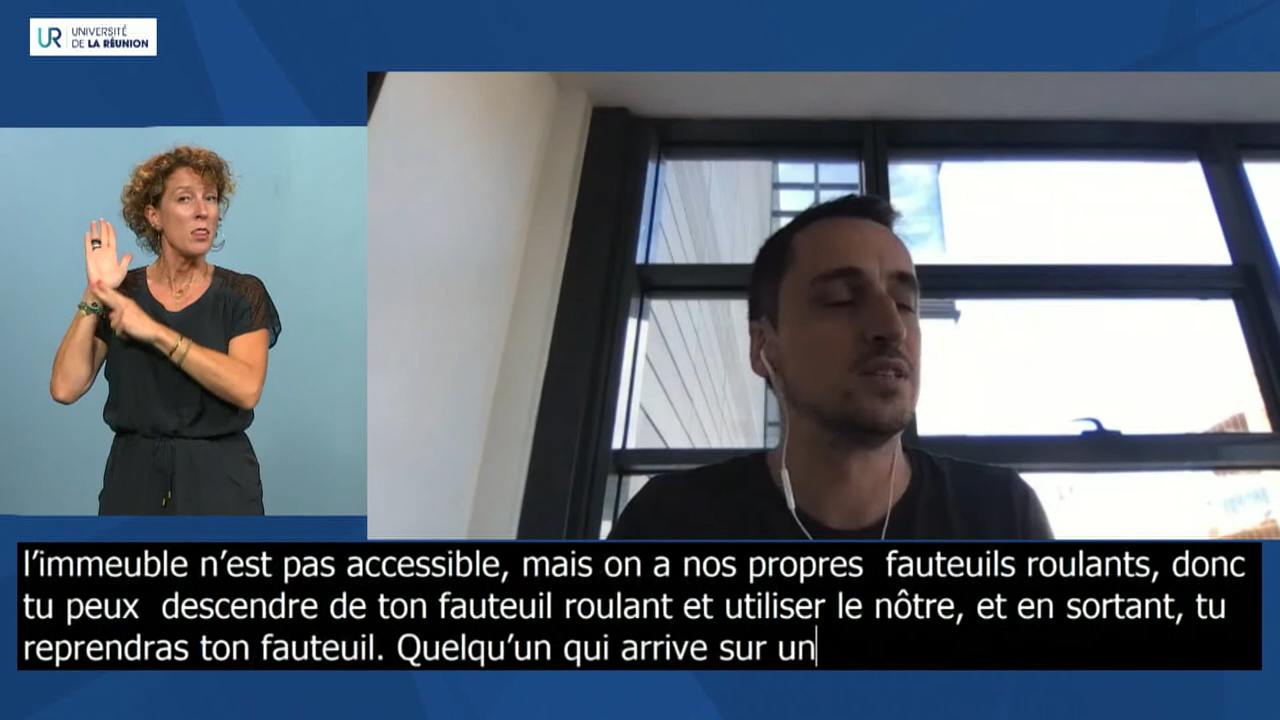 UR UNIVERSITÉ
DE LA RÉUNION
l’immeuble n’est pas accessible, mais on a nos propres  fauteuils roulants, donc
tu peux  descendre de ton fauteuil roulant et utiliser le nôtre, et en sortant, tu
reprendras ton fauteuil. Quelqu’un qui arrive sur un